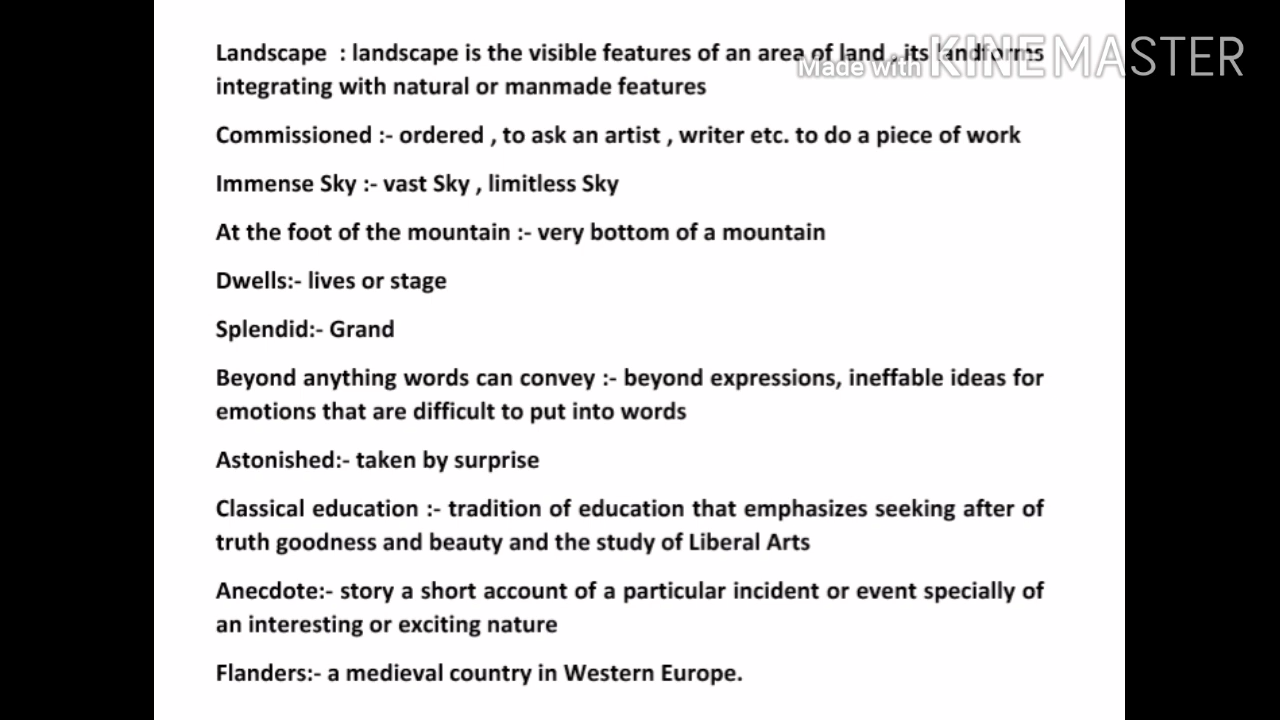 Landscape : landscape is the visible features of an area of land , its landforms
Made with KINEMASTER
integrating with natural or manmade features
Commissioned :- ordered , to ask an artist , writer etc. to do a piece of work
Immense Sky :- vast Sky , limitless Sky
At the foot of the mountain :- very bottom of a mountain
Dwells:- lives or stage
Splendid:- Grand
Beyond anything words can convey :- beyond expressions, ineffable ideas for
emotions that are difficult to put into words
Astonished:- taken by surprise
Classical education :- tradition of education that emphasizes seeking after of
truth goodness and beauty and the study of Liberal Arts
Anecdote:- story a short account of a particular incident or event specially of
an interesting or exciting nature
Flanders:- a medieval country in Western Europe.